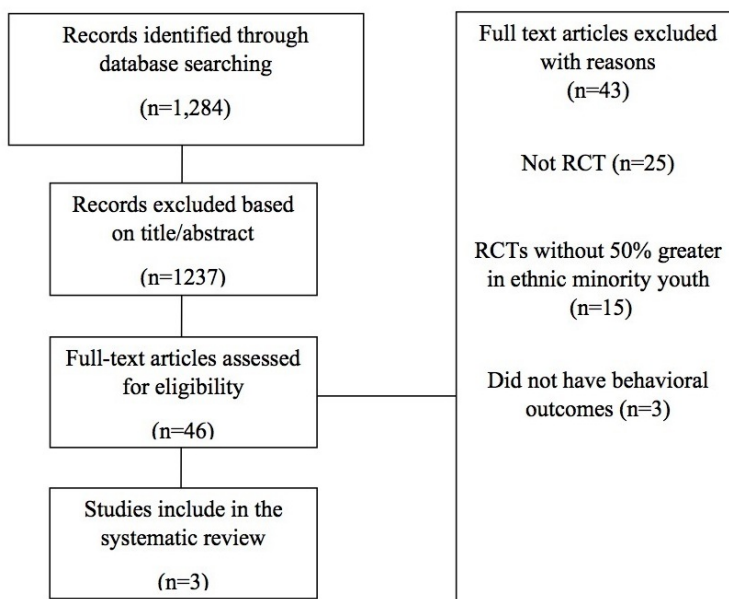 Records identified through
database searching
(n=1,284)
Records excluded based
on title/abstract
(n=1237)
Full-text articles assessed
for eligibility
(n=46)
Studies include in the
systematic review
(n=3)
Full text articles excluded
with reasons
(n=43)
Not RCT (n=25)
RCTs without 50% greater
in ethnic minority youth
(n=15)
Did not have behavioral
outcomes (n=3)